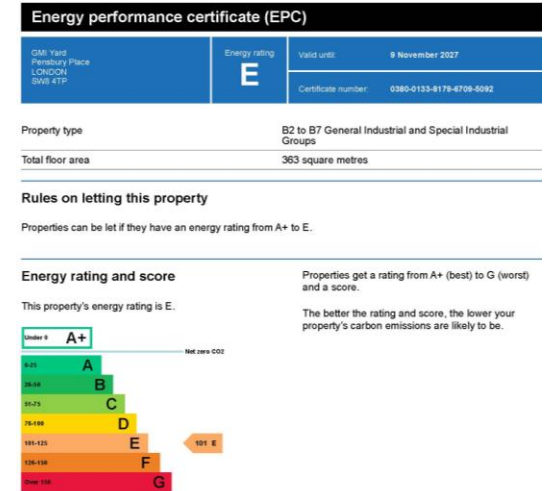 Energy performance certificate (EPC)
GMI Yard
Pensbury Place
LONDON
SW8 4TP
Energy rating
E
Valid until:
9 November 2027
Certificate number:
0380-0133-8179-6709-5092
Property type
B2 to B7 General Industrial and Special Industrial
Groups
Total floor area
363 square metres
Rules on letting this property
Properties can be let if they have an energy rating from A+ to E.
Energy rating and score
This property's energy rating is E.
Properties get a rating from A+ (best) to G (worst)
and a score.
The better the rating and score, the lower your
property's carbon emissions are likely to be.
Under 0 A+
Net zero CO2
0-25 A
26-50 B
51-75 C
76-100 D
101-125 E
101 E
126-150 F
Over 150 G